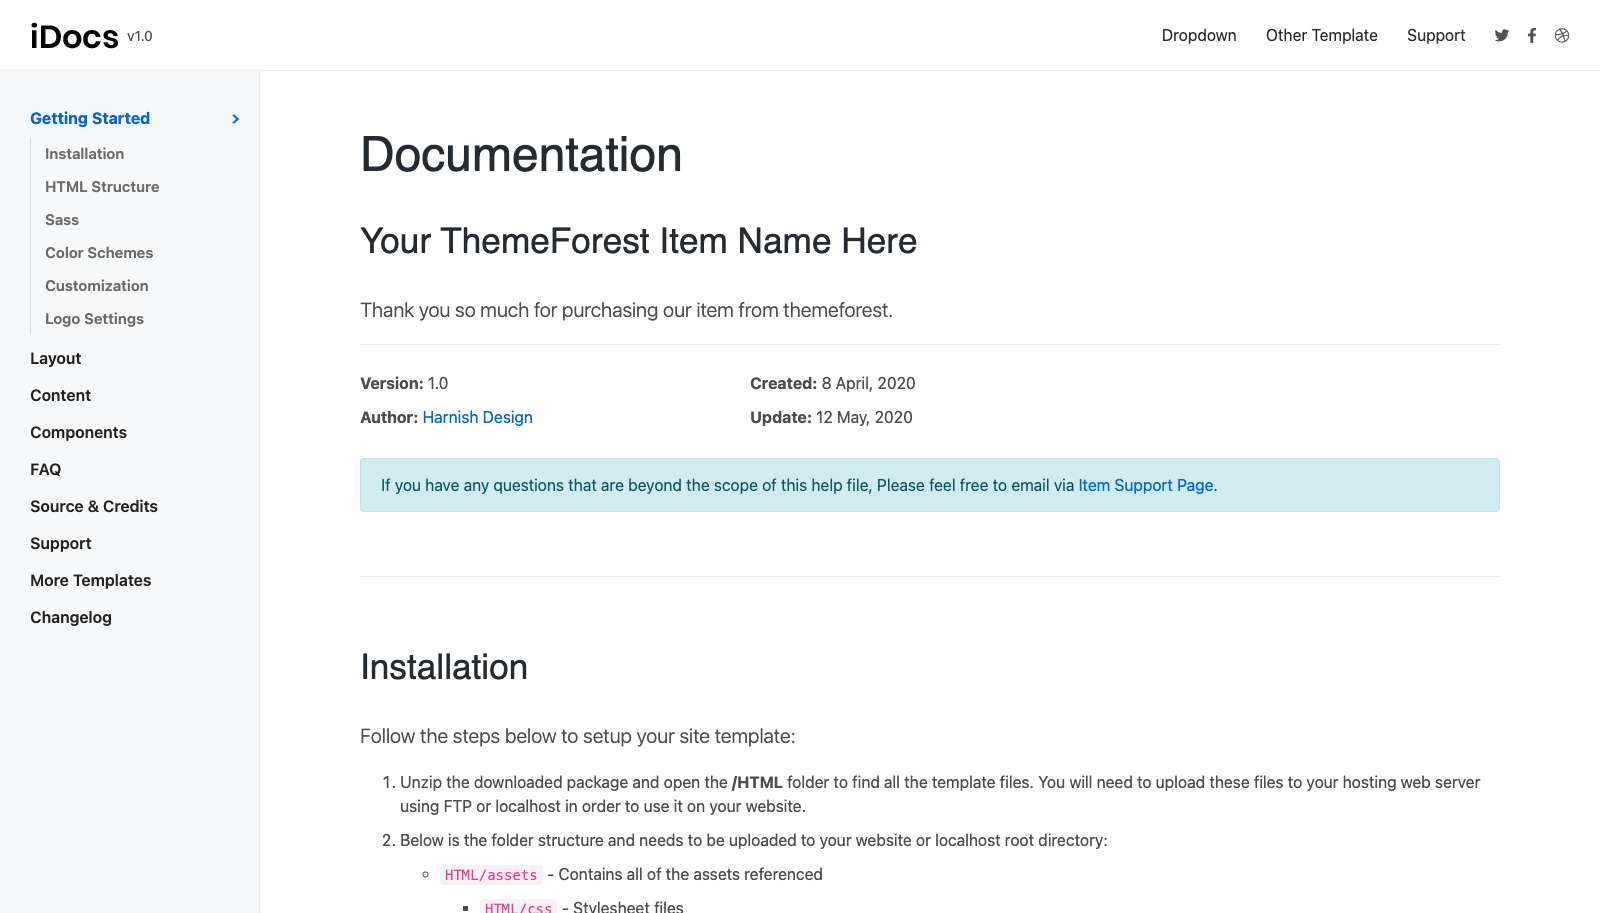 iDocs v1.0
Dropdown Other Template Support
Getting Started
Installation
HTML Structure
Sass
Color Schemes
Customization
Logo Settings
Layout
Content
Components
FAQ
Source & Credits
Support
More Templates
Changelog
Documentation
Your ThemeForest Item Name Here
Thank you so much for purchasing our item from themeforest.
Version: 1.0
Created: 8 April, 2020
Author: Harnish Design
Update: 12 May, 2020
If you have any questions that are beyond the scope of this help file, Please feel free to email via Item Support Page.
Installation
Follow the steps below to setup your site template:
1. Unzip the downloaded package and open the /HTML folder to find all the template files. You will need to upload these files to your hosting web server
using FTP or localhost in order to use it on your website.
2. Below is the folder structure and needs to be uploaded to your website or localhost root directory:
HTML/assets - Contains all of the assets referenced
HTML/css - Stylesheet files